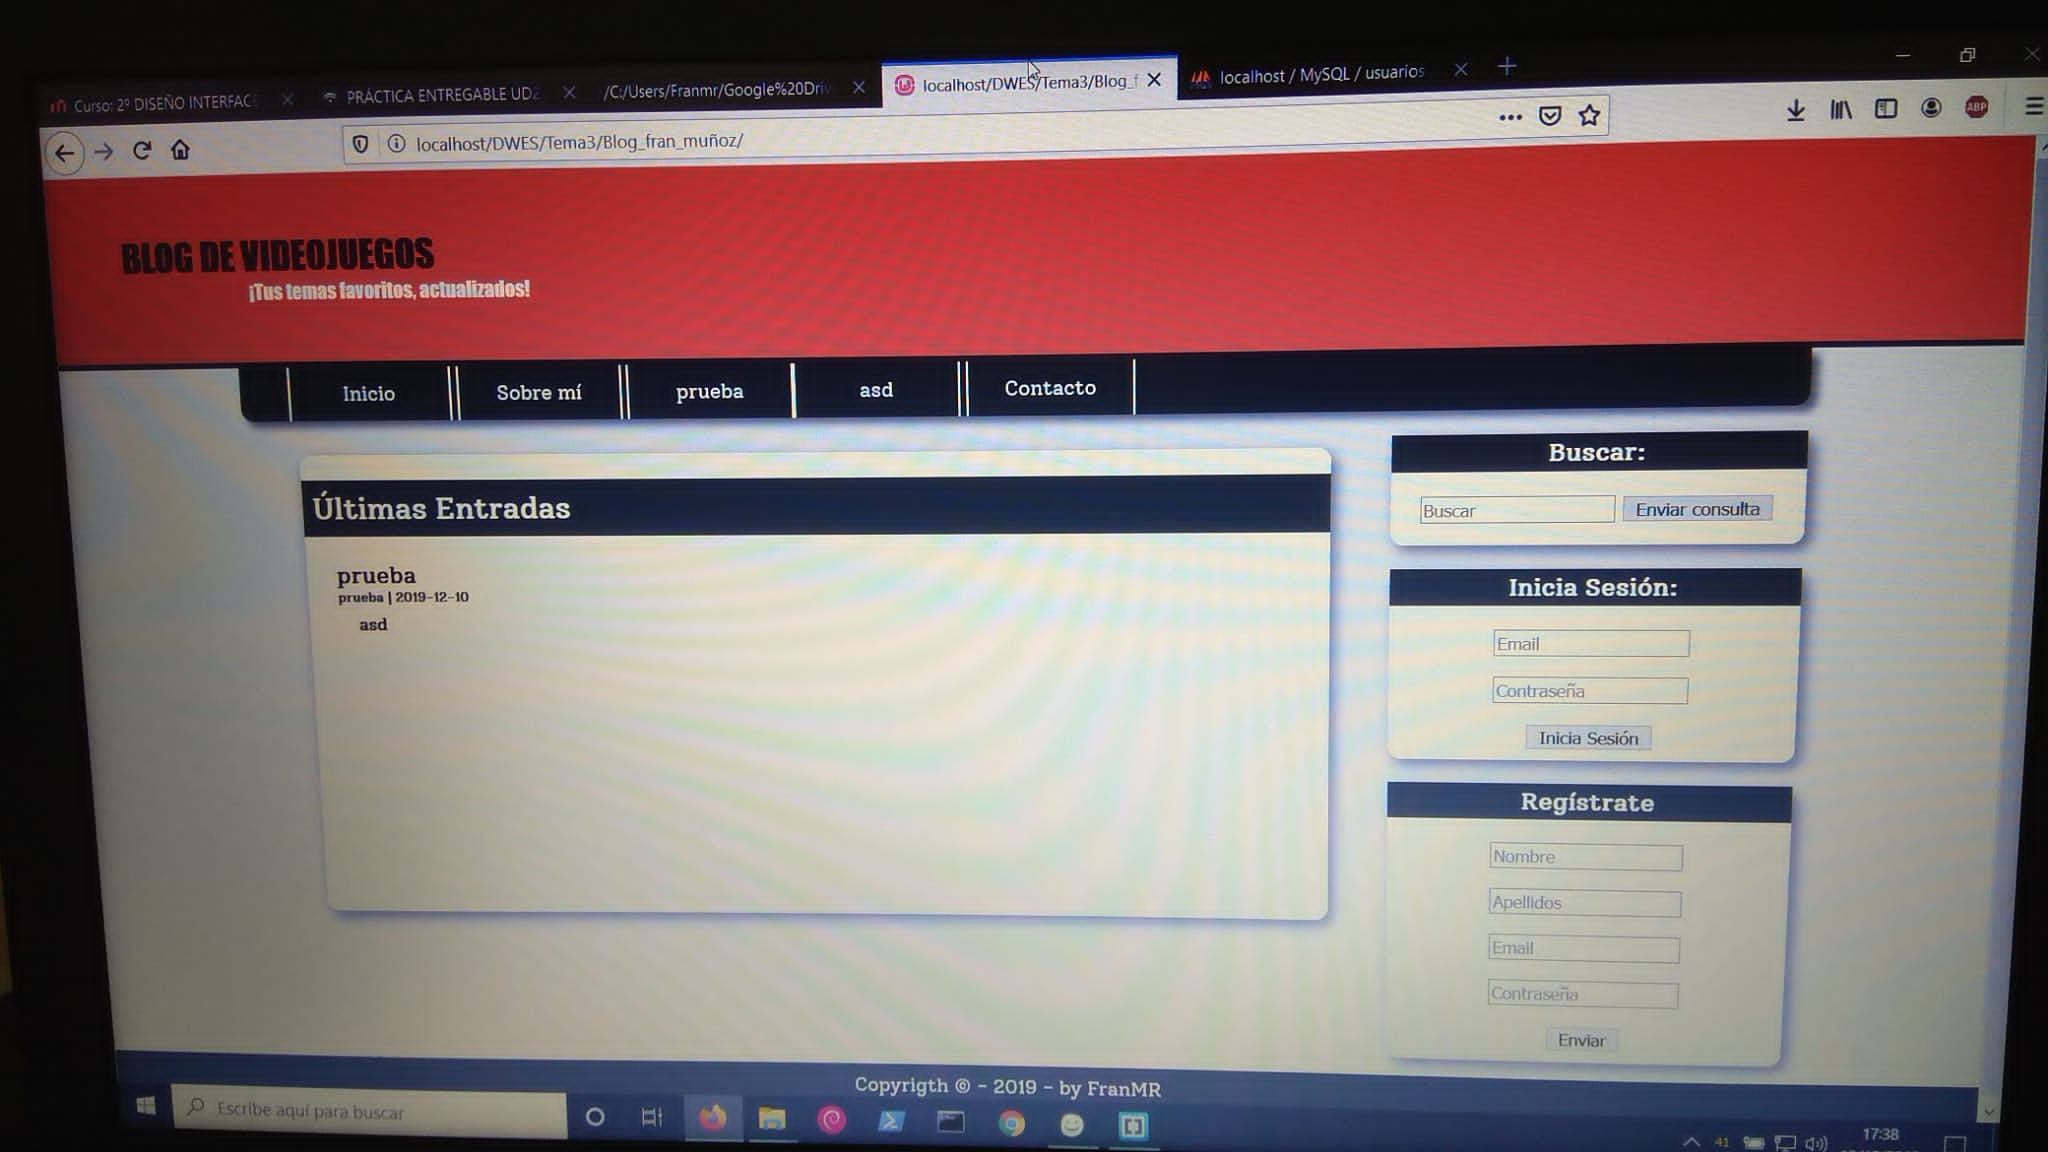 Curso: 2º DISEÑO INTERFAC
PRÁCTICA ENTREGABLE UD2
/C:/Users/Franmr/Google%20Driv
localhost/DWES/Tema3/Blog_f
localhost / MySQL / usuarios
localhost/DWES/Tema3/Blog_fran_muñoz/
ABP
BLOG DE VIDEOJUEGOS
¡Tus temas favoritos, actualizados!
Inicio
Sobre mí
prueba
asd
Contacto
Últimas Entradas
prueba
prueba | 2019-12-10
asd
Buscar:
Buscar
Enviar consulta
Inicia Sesión:
Email
Contraseña
Inicia Sesión
Regístrate
Nombre
Apellidos
Email
Contraseña
Enviar
Copyrigth © - 2019 - by FranMR
Escribe aquí para buscar
41
17:38